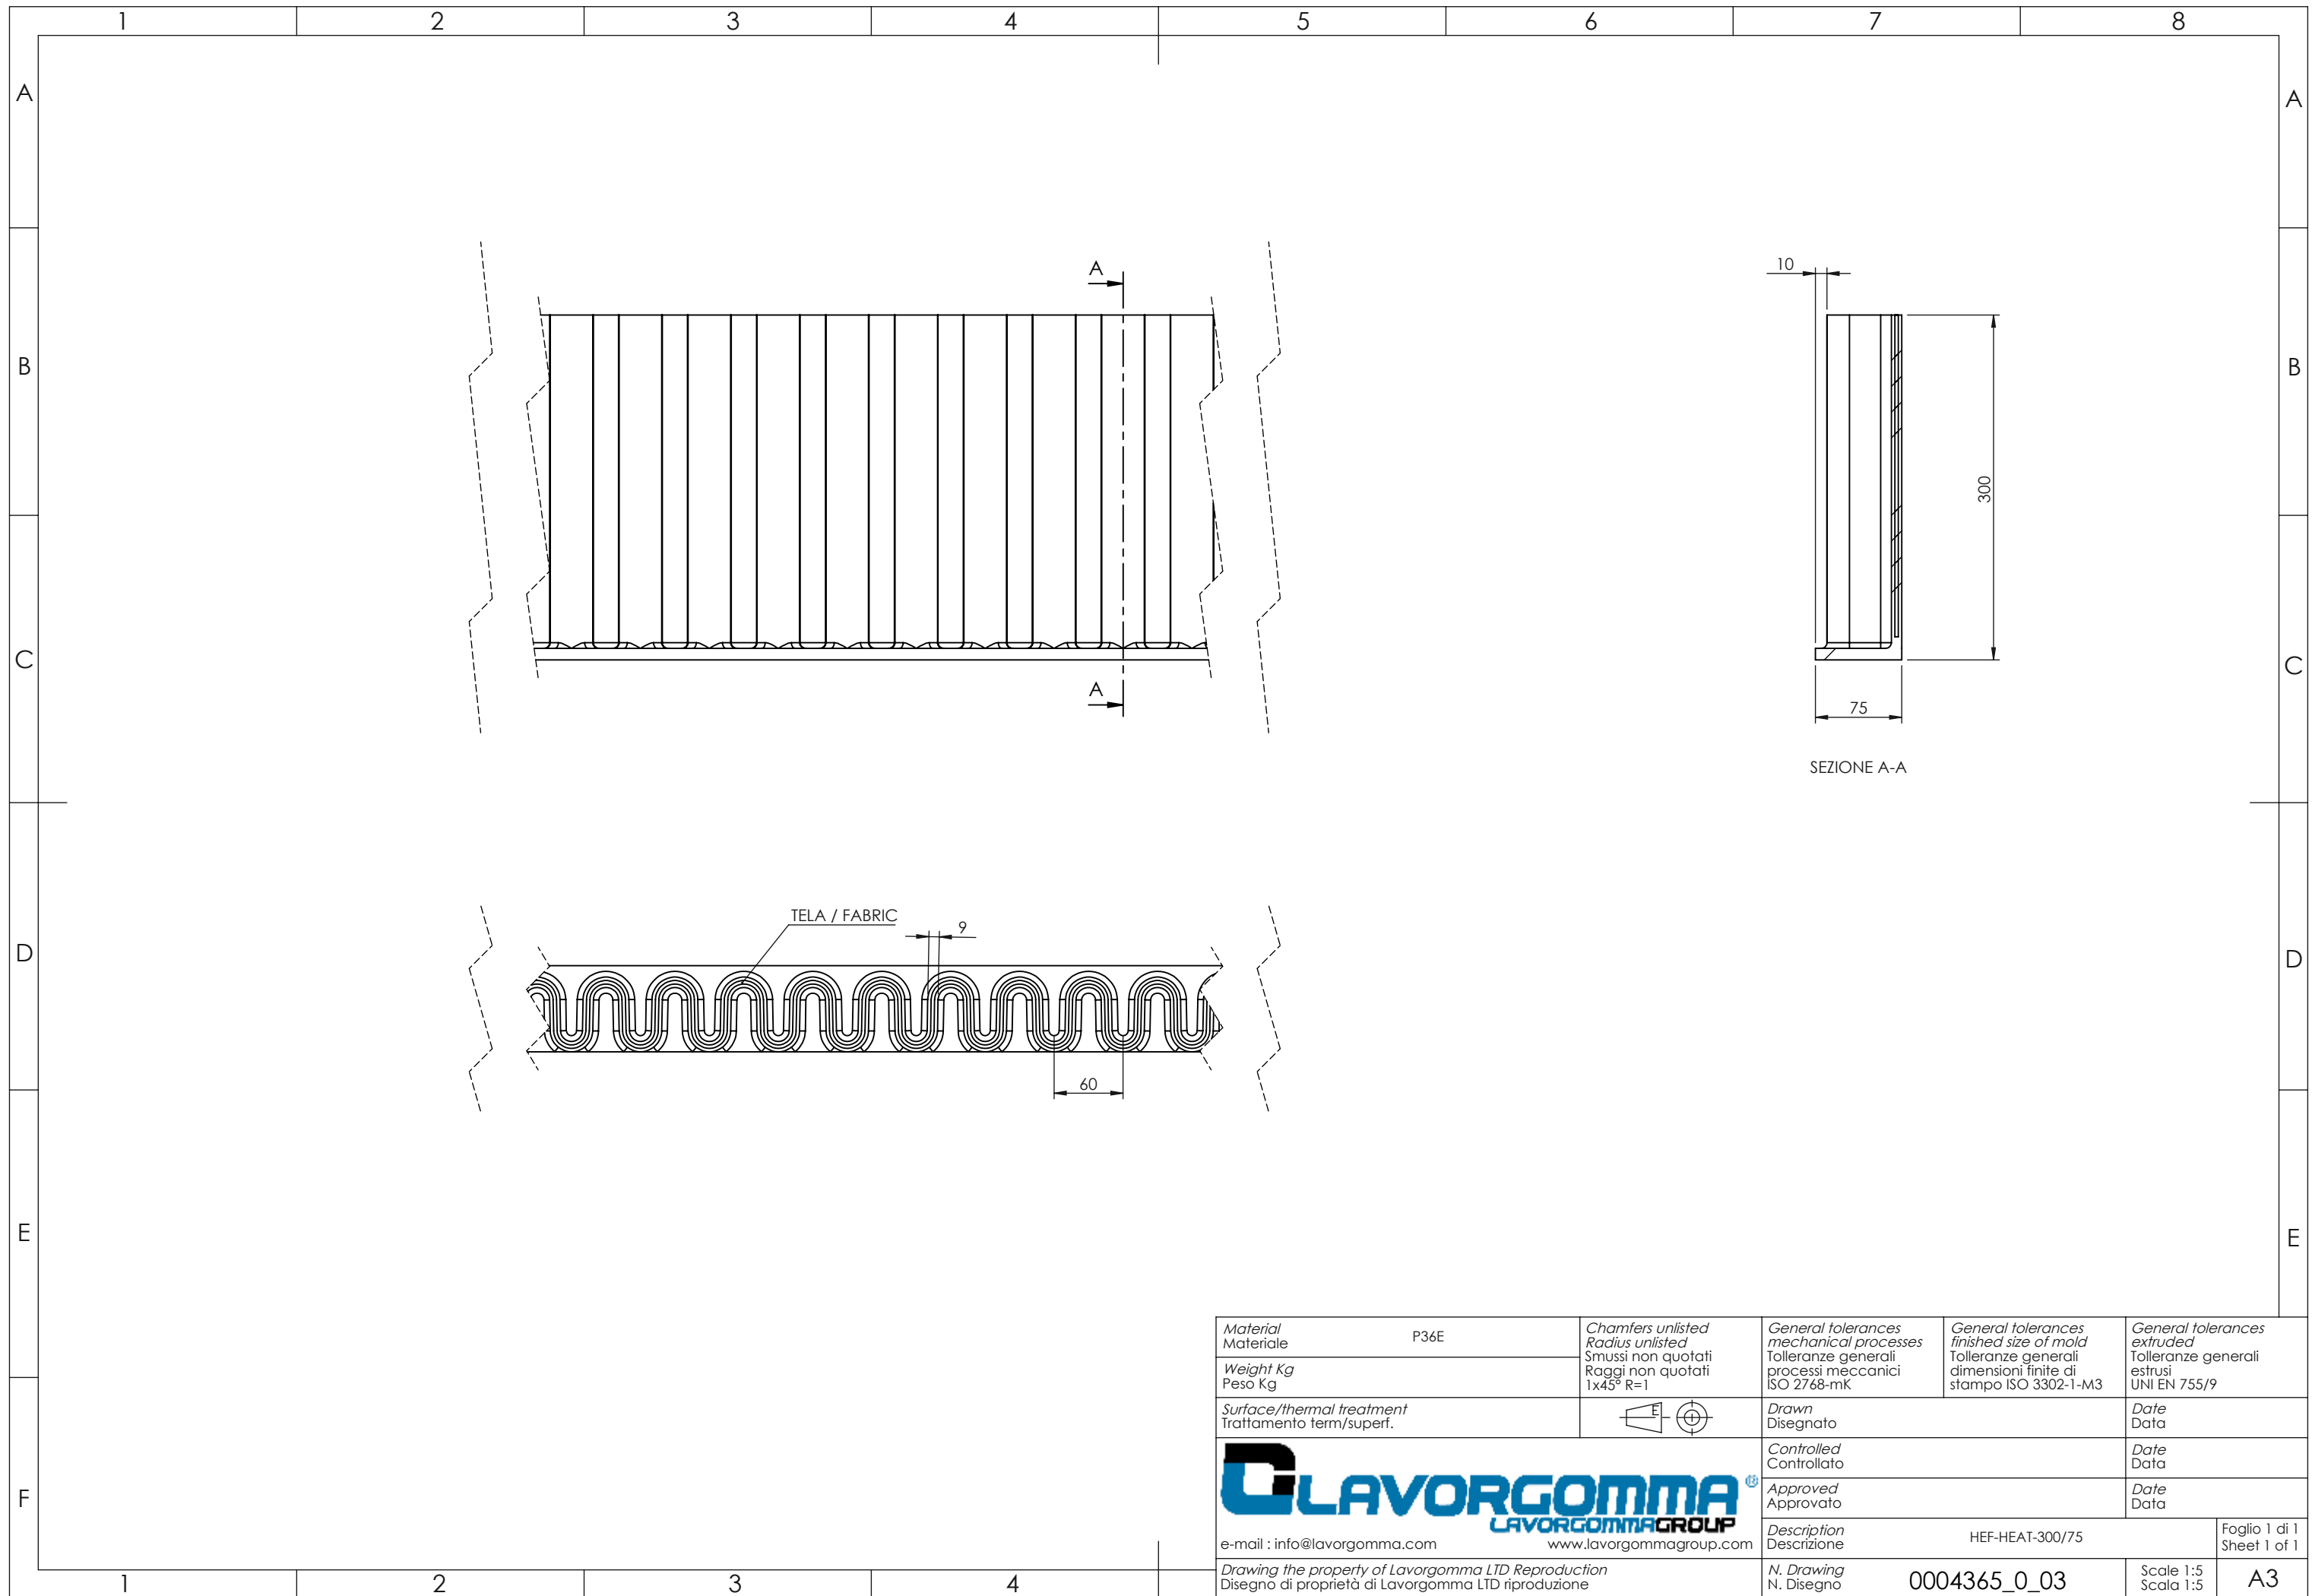 1 2 3 4 5 6 7 8
A A
B B
C C
D D
E E
F
A
A
10
300
75
SEZIONE A-A
TELA / FABRIC
9
60
Material
Materiale
P36E
Weight Kg
Peso Kg
Chamfers unlisted
Radius unlisted
Smussi non quotati
Raggi non quotati
1x45° R=1
General tolerances
mechanical processes
Tolleranze generali
processi meccanici
ISO 2768-mK
General tolerances
finished size of mold
Tolleranze generali
dimensioni finite di
stampo ISO 3302-1-M3
General tolerances
extruded
Tolleranze generali
estrusi
UNI EN 755/9
Surface/thermal treatment
Trattamento term/superf.
E
Drawn
Disegnato
Date
Data
Controlled
Controllato
Date
Data
Approved
Approvato
Date
Data
LAVORGOMMA®
LAVORGOMMAGROUP
e-mail : info@lavorgomma.com
www.lavorgommagroup.com
Description
Descrizione
HEF-HEAT-300/75
Foglio 1 di 1
Sheet 1 of 1
Drawing the property of Lavorgomma LTD Reproduction
Disegno di proprietà di Lavorgomma LTD riproduzione
N. Drawing
N. Disegno
0004365_0_03
Scale 1:5
Scala 1:5
A3
1 2 3 4